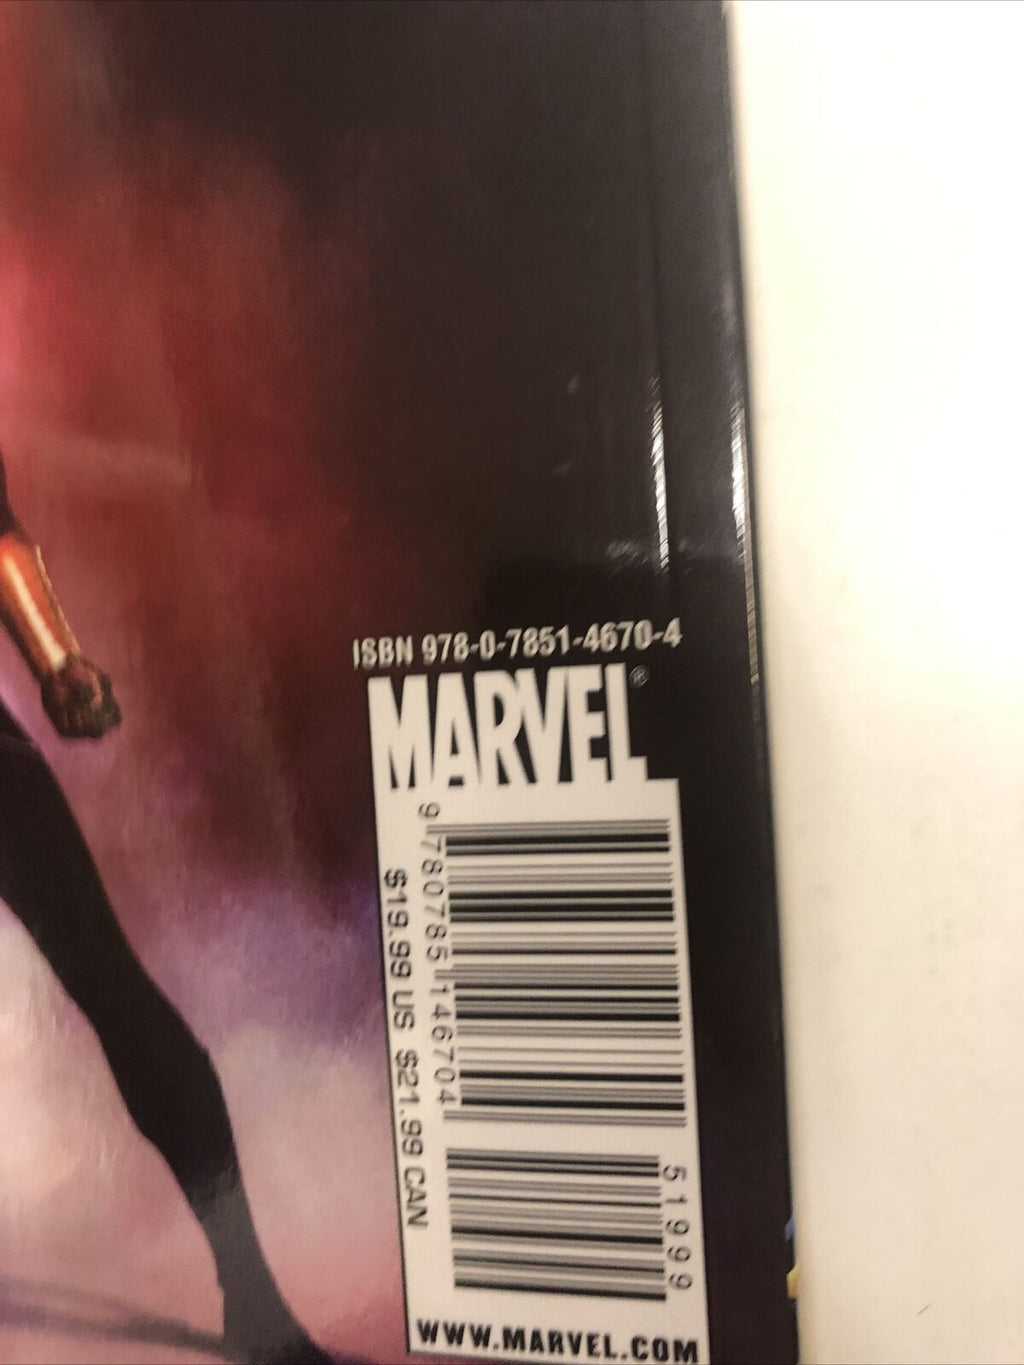 ISBN 978-0-7851-4670-4
MARVEL®
9 780785 146704
$19.99 US $21.99 CAN
51999
WWW.MARVEL.COM